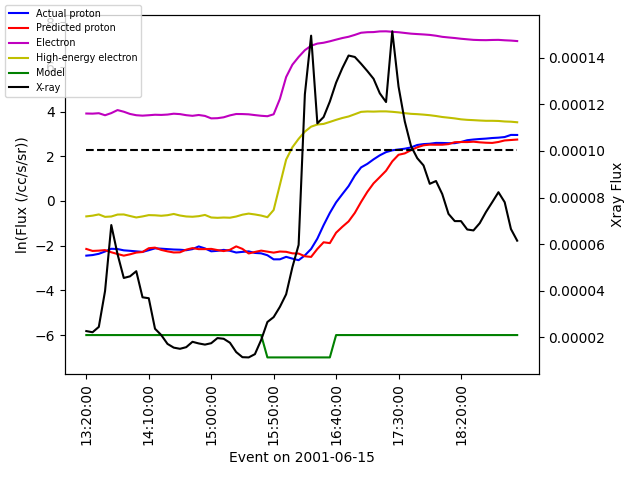 Actual proton
Predicted proton
Electron
High-energy electron
Model
X-ray
4
2
0
−2
−4
−6
ln(Flux (/cc/s/sr))
0.00014
0.00012
0.00010
0.00008
0.00006
0.00004
0.00002
Xray Flux
13:20:00
14:10:00
15:00:00
15:50:00
16:40:00
17:30:00
18:20:00
Event on 2001-06-15